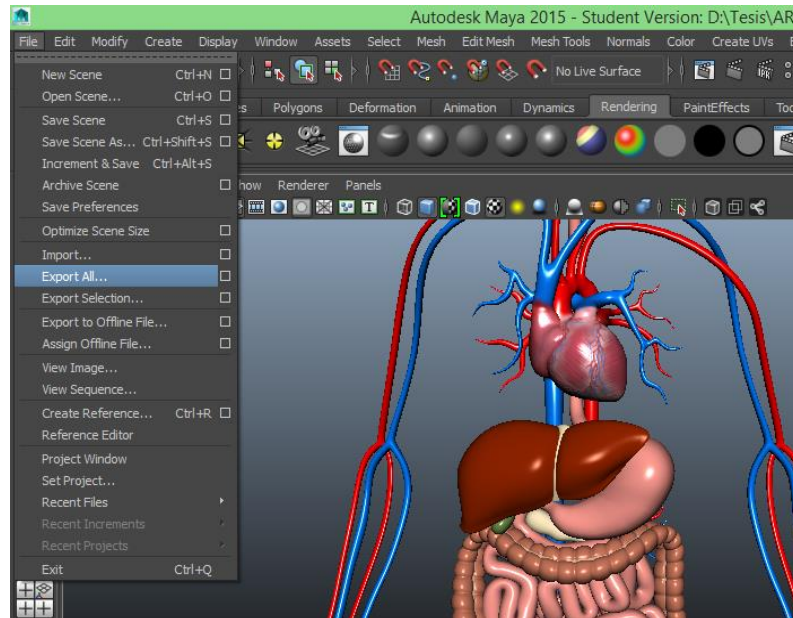 Autodesk Maya 2015 - Student Version: D:\Tesis\AR
File Edit Modify Create Display Window Assets Select Mesh Edit Mesh Mesh Tools Normals Color Create UVs
New Scene Ctrl+N
Open Scene... Ctrl+O
Save Scene Ctrl+S
Save Scene As... Ctrl+Shift+S
Increment & Save Ctrl+Alt+S
Archive Scene
Save Preferences
Optimize Scene Size
Import...
Export All...
Export Selection...
Export to Offline File...
Assign Offline File...
View Image...
View Sequence...
Create Reference... Ctrl+R
Reference Editor
Project Window
Set Project...
Recent Files
Recent Increments
Recent Projects
Exit Ctrl+Q
No Live Surface
Polygons Deformation Animation Dynamics Rendering PaintEffects
how Renderer Panels